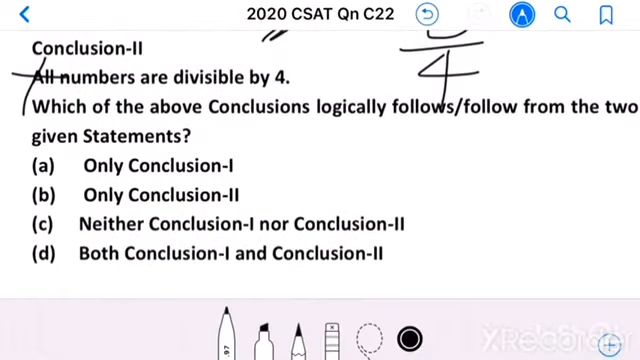 2020 CSAT Qn C22
Conclusion-II
All numbers are divisible by 4.
4
Which of the above Conclusions logically follows/follow from the two
given Statements?
(a) Only Conclusion-I
(b) Only Conclusion-II
(c) Neither Conclusion-I nor Conclusion-II
(d) Both Conclusion-I and Conclusion-II
.97
XRecorder